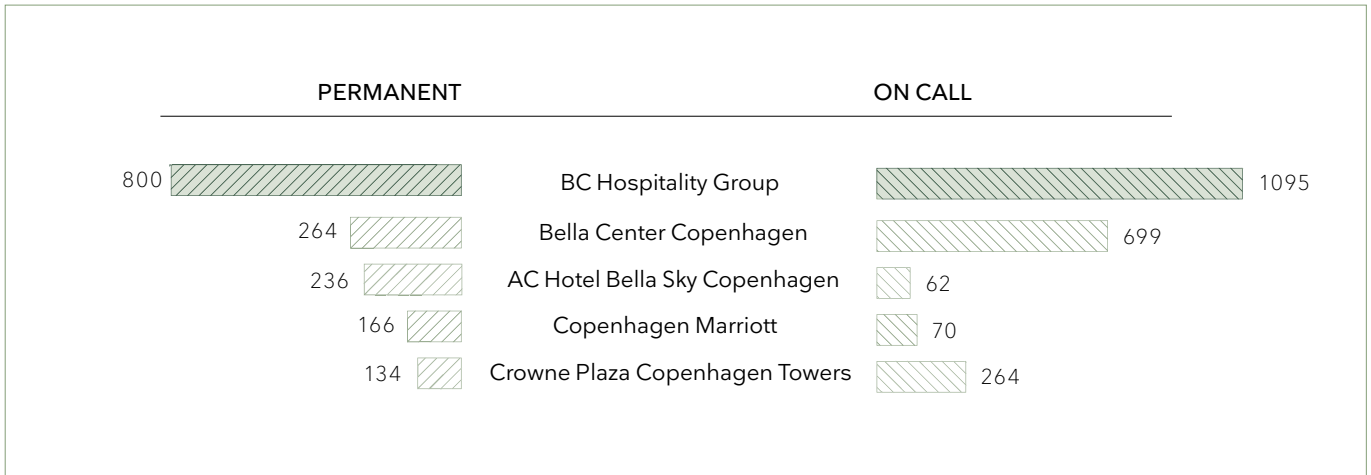 PERMANENT ON CALL
800 BC Hospitality Group 1095
264 Bella Center Copenhagen 699
236 AC Hotel Bella Sky Copenhagen 62
166 Copenhagen Marriott 70
134 Crowne Plaza Copenhagen Towers 264